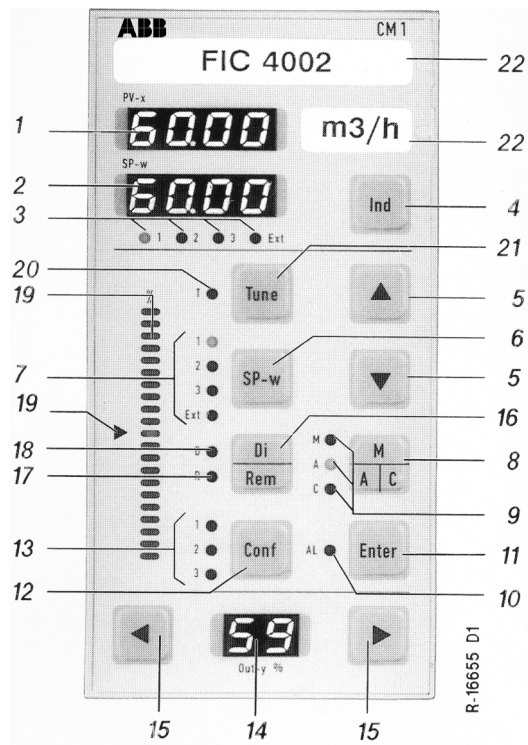 ABB CM1
FIC 4002 22
PV-x
1 60.00 m3/h 22
SP-w
2 60.00
3 1 2 3 Ext Ind 4
21
20 T Tune
19 % 5
7 1 6
2 SP-w
3 5
Ext
19 16
18 D Di M M 8
17 R Rem A A C
C 9
13 1
2 Conf AL Enter 11
3
12 10
59
Out-y %
15 14 15
R-16655 D1